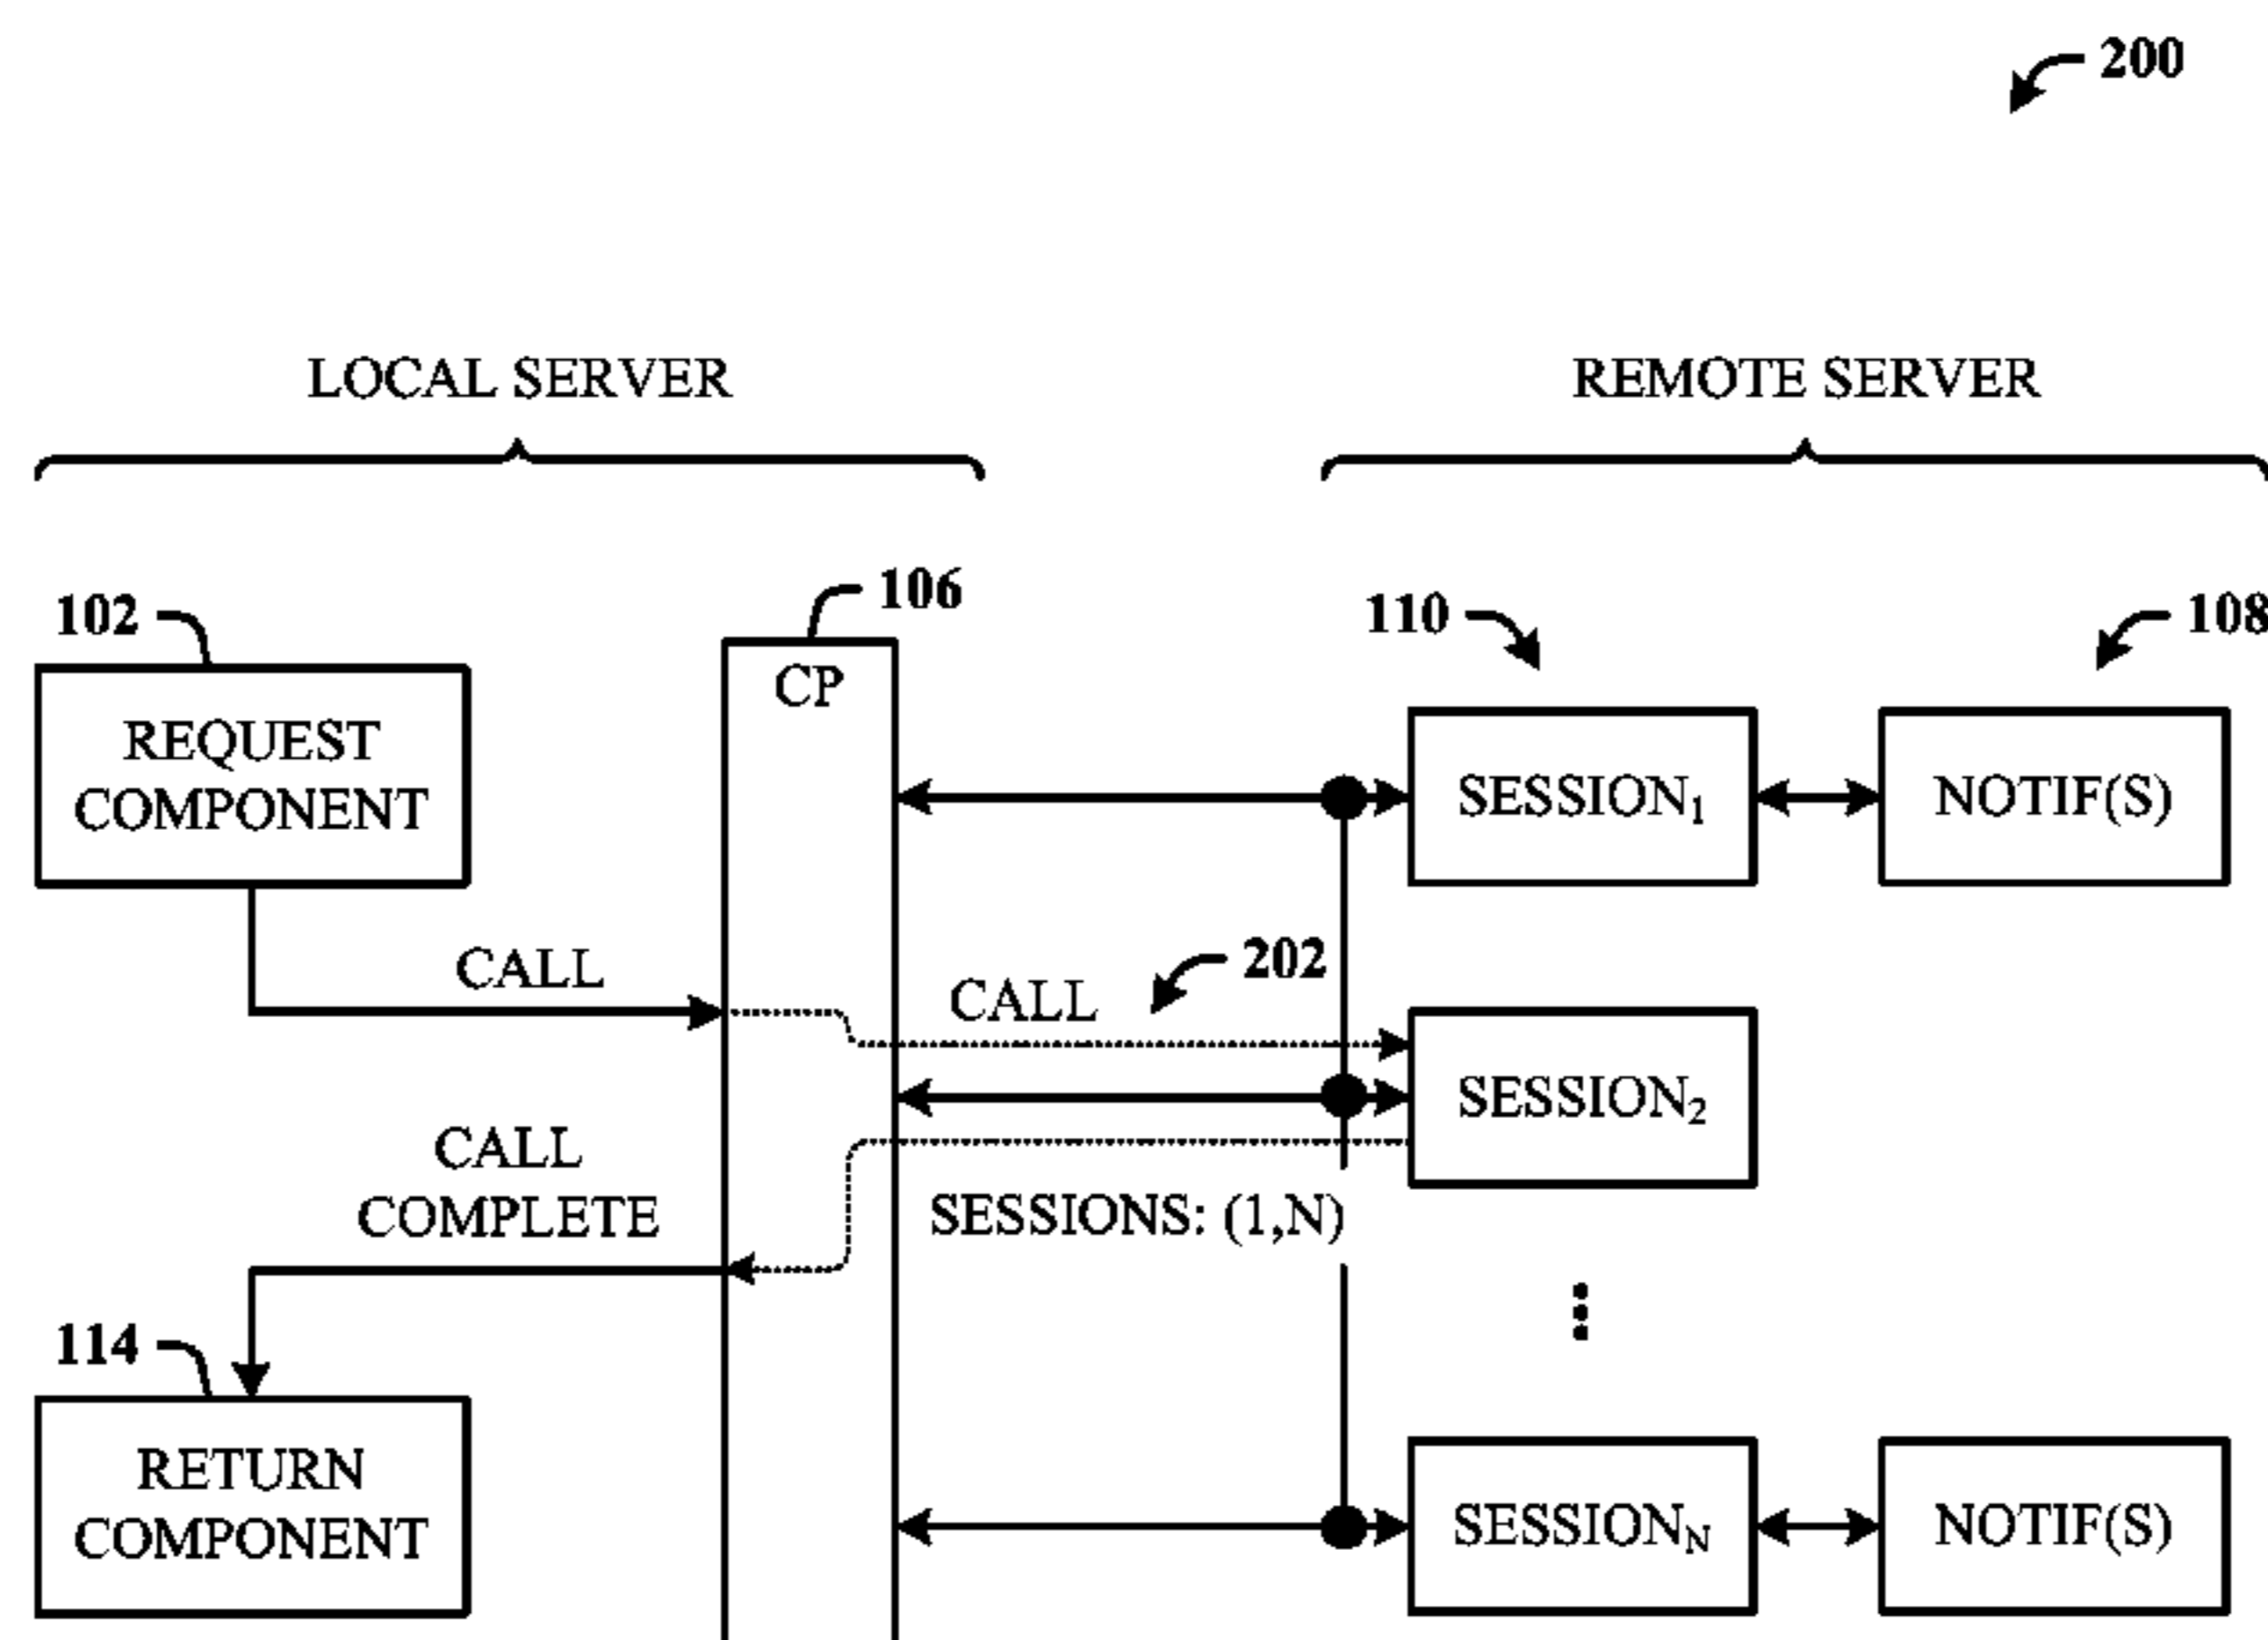 200
LOCAL SERVER
REMOTE SERVER
102
106
110
108
CP
REQUEST
COMPONENT
SESSION1
NOTIF(S)
CALL
202
CALL
SESSION2
CALL
COMPLETE
SESSIONS: (1,N)
114
RETURN
COMPONENT
SESSIONN
NOTIF(S)